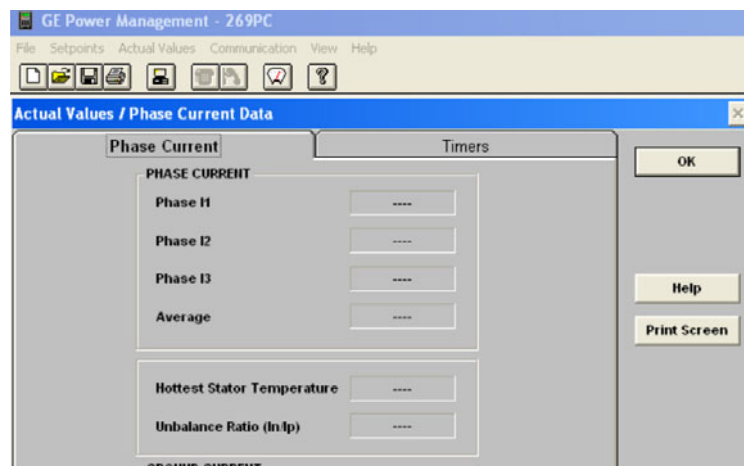 GE Power Management - 269PC
File Setpoints Actual Values Communication View Help
Actual Values / Phase Current Data
Phase Current Timers
PHASE CURRENT
Phase I1 ----
Phase I2 ----
Phase I3 ----
Average ----
Hottest Stator Temperature ----
Unbalance Ratio (In/Ip) ----
GROUND CURRENT
OK
Help
Print Screen